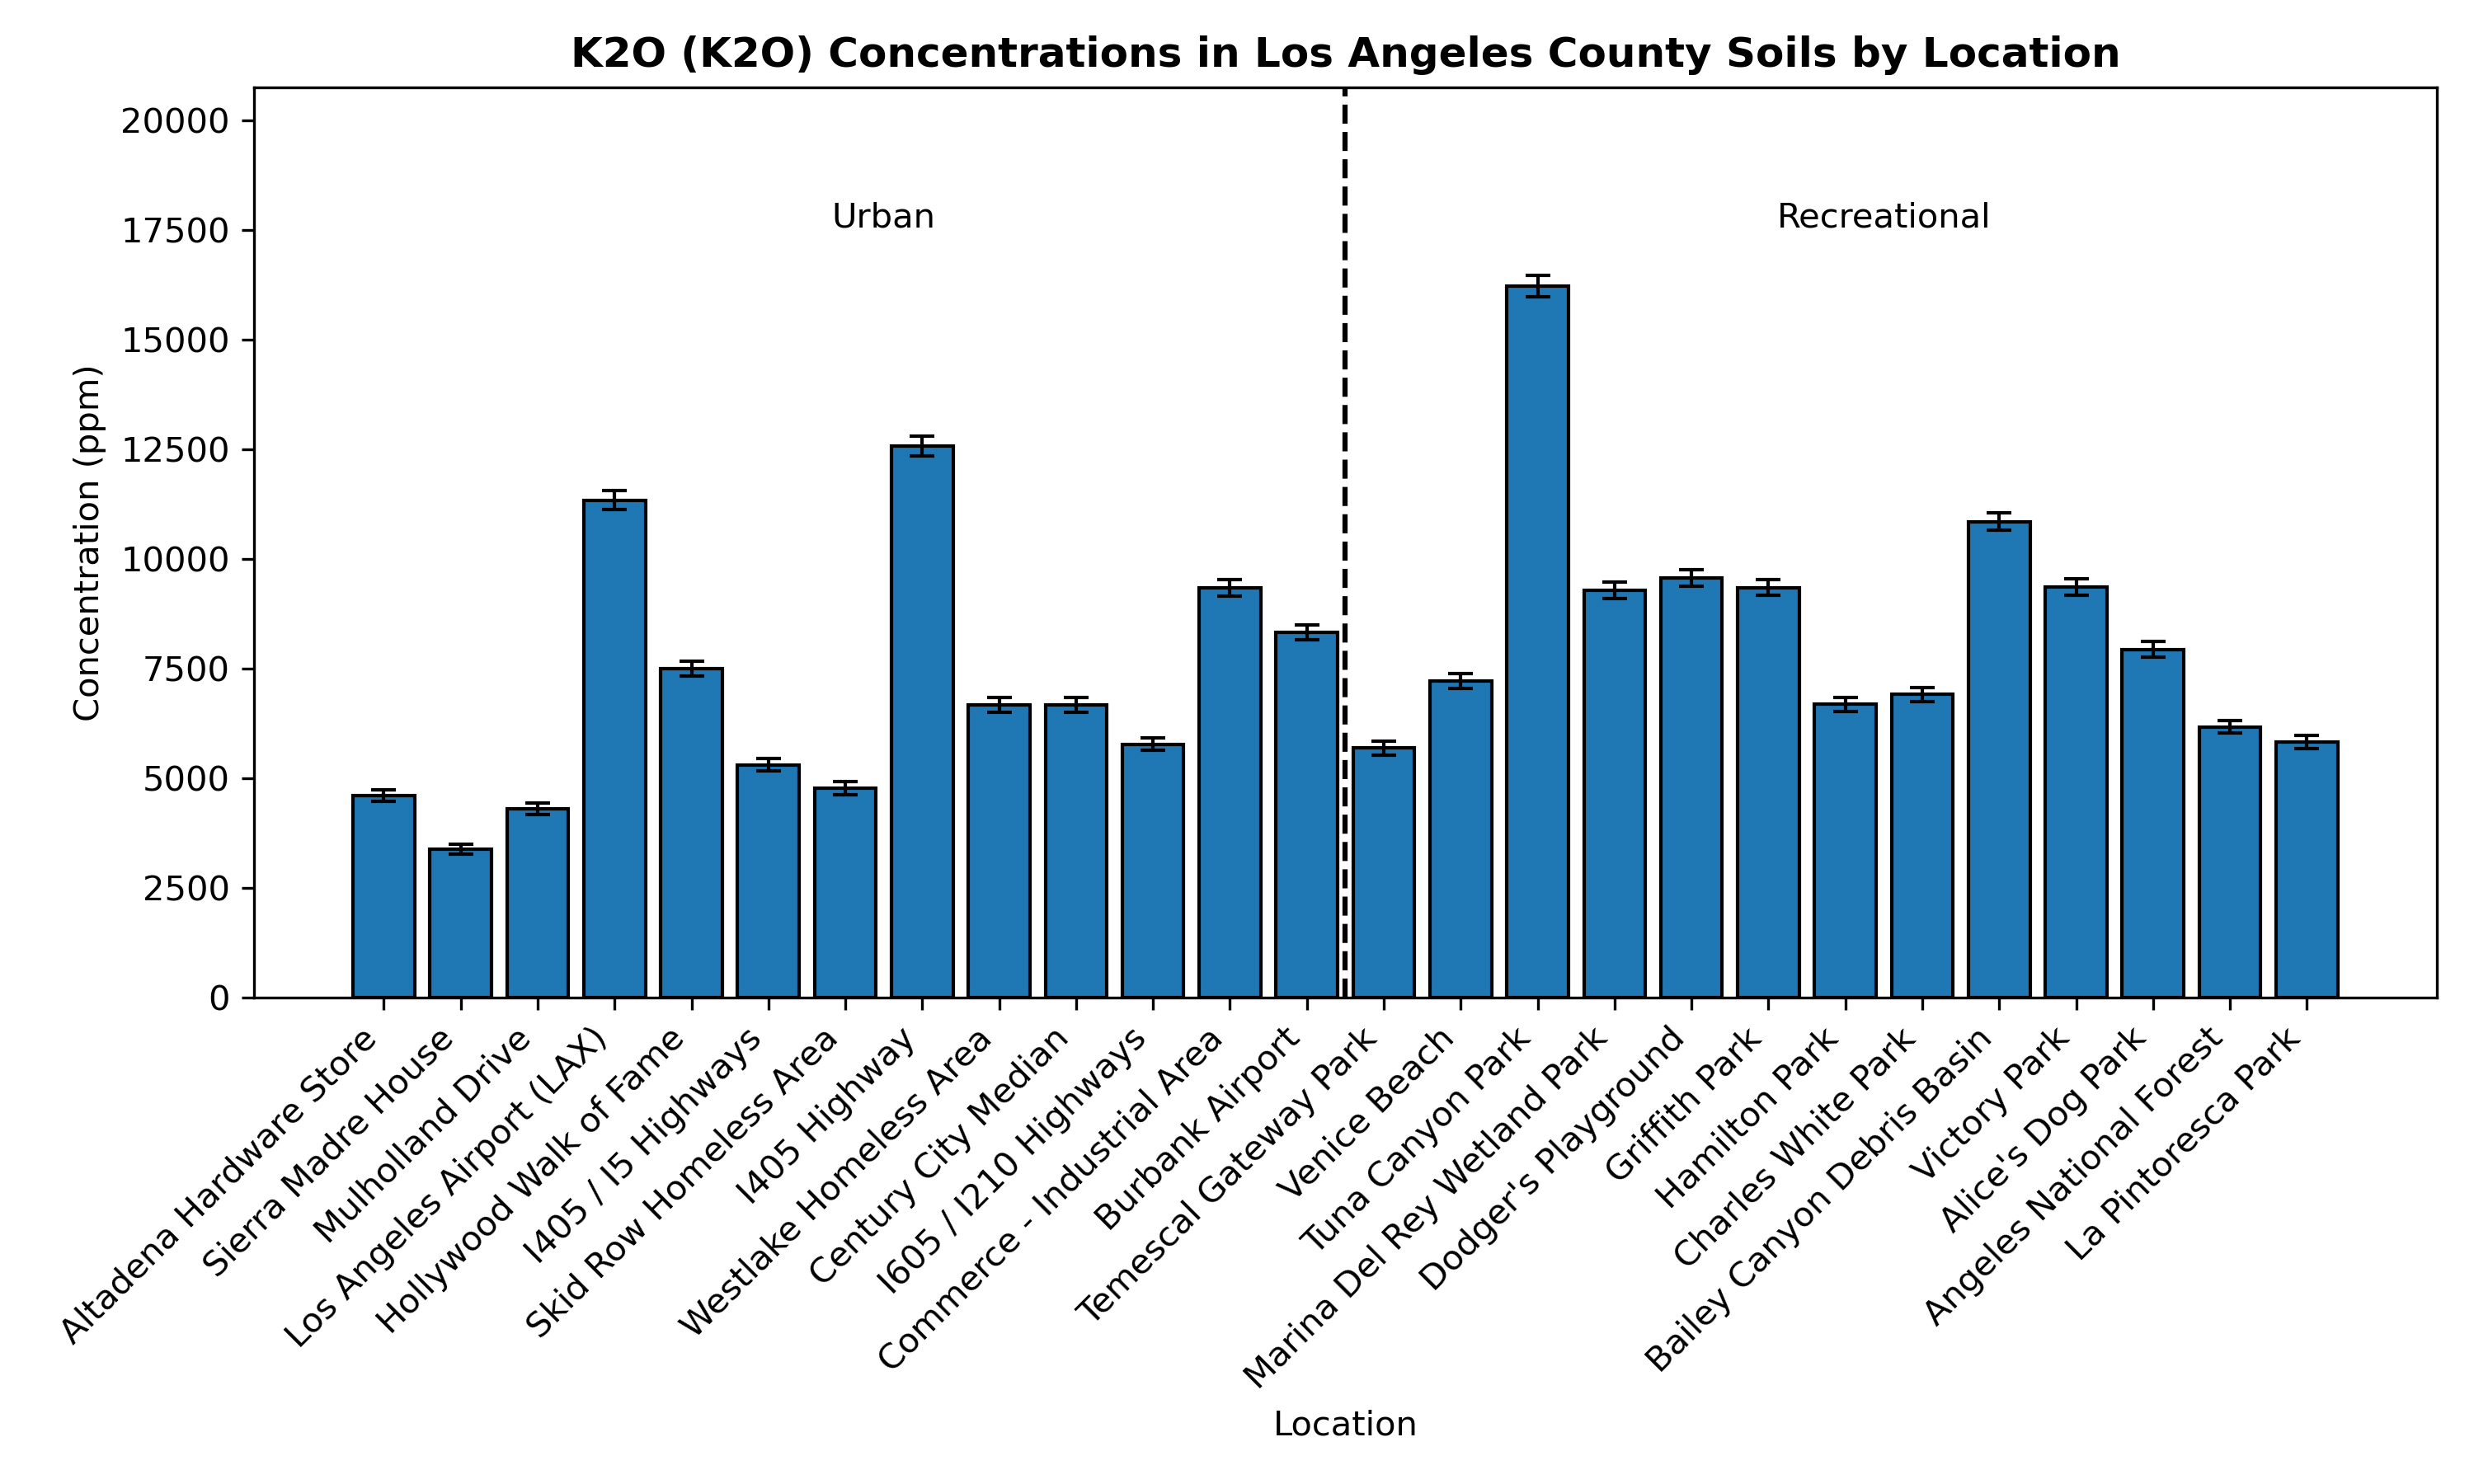 K2O (K2O) Concentrations in Los Angeles County Soils by Location
Concentration (ppm)
20000
17500
15000
12500
10000
7500
5000
2500
0
Urban
Recreational
Altadena Hardware Store
Sierra Madre House
Mulholland Drive
Los Angeles Airport (LAX)
Hollywood Walk of Fame
I405 / I5 Highways
Skid Row Homeless Area
I405 Highway
Westlake Homeless Area
Century City Median
I605 / I210 Highways
Commerce - Industrial Area
Burbank Airport
Temescal Gateway Park
Venice Beach
Tuna Canyon Park
Marina Del Rey Wetland Park
Dodger's Playground
Griffith Park
Hamilton Park
Charles White Park
Bailey Canyon Debris Basin
Victory Park
Alice's Dog Park
Angeles National Forest
La Pintoresca Park
Location